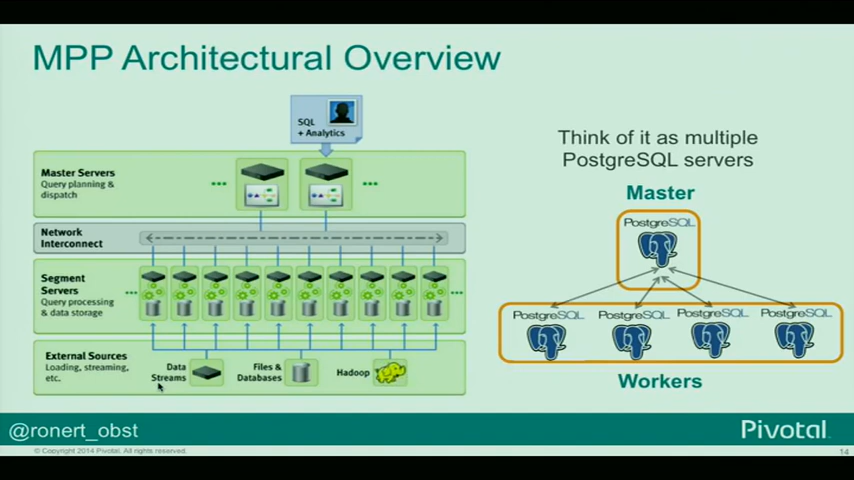 MPP Architectural Overview
SQL
+ Analytics
Master Servers
Query planning &
dispatch
Network
Interconnect
Segment
Servers
Query processing
& data storage
External Sources
Loading, streaming,
etc.
Data
Streams
Files &
Databases
Hadoop
Think of it as multiple
PostgreSQL servers
Master
PostgreSQL
PostgreSQL
PostgreSQL
PostgreSQL
PostgreSQL
Workers
@ronert_obst
Pivotal
© Copyright 2014 Pivotal. All rights reserved.
14